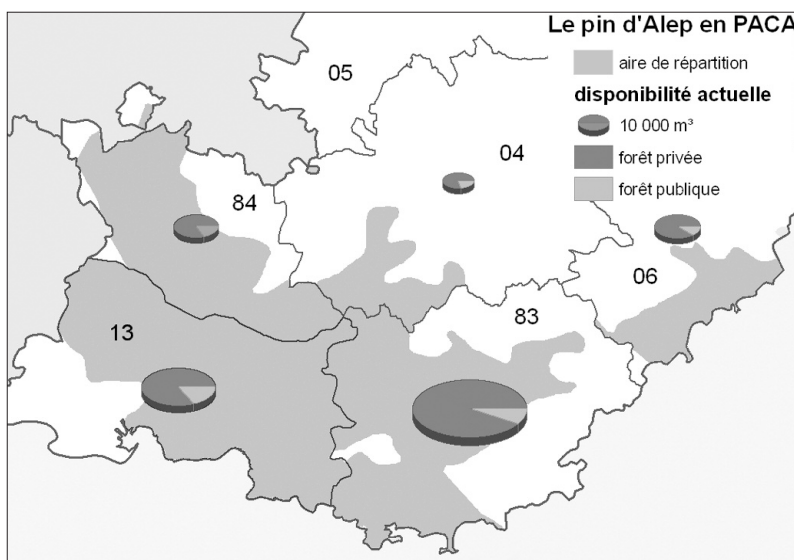 Le pin d'Alep en PACA
aire de répartition
disponibilité actuelle
10 000 m³
forêt privée
forêt publique
05
04
84
06
83
13